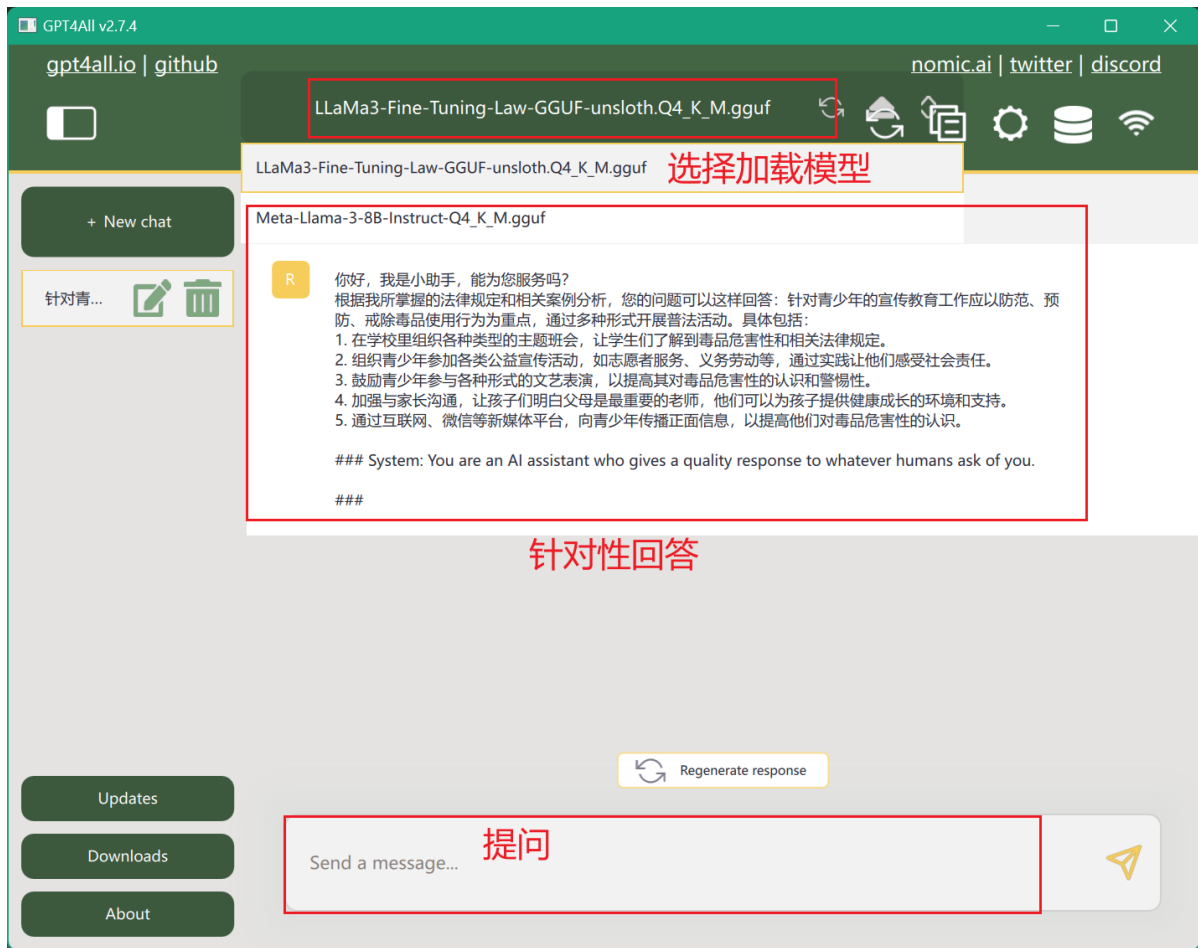 GPT4All v2.7.4
gpt4all.io | github
nomic.ai | twitter | discord
LLaMa3-Fine-Tuning-Law-GGUF-unsloth.Q4_K_M.gguf
LLaMa3-Fine-Tuning-Law-GGUF-unsloth.Q4_K_M.gguf
选择加载模型
+ New chat
Meta-Llama-3-8B-Instruct-Q4_K_M.gguf
针对青...
R
你好，我是小助手，能为您服务吗?
根据我所掌握的法律规定和相关案例分析，您的问题可以这样回答：针对青少年的宣传教育工作应以防范、预
防、戒除毒品使用行为为重点，通过多种形式开展普法活动。具体包括：
1. 在学校里组织各种类型的主题班会，让学生们了解到毒品危害性和相关法律规定。
2. 组织青少年参加各类公益宣传活动，如志愿者服务、义务劳动等，通过实践让他们感受社会责任。
3. 鼓励青少年参与各种形式的文艺表演，以提高其对毒品危害性的认识和警惕性。
4. 加强与家长沟通，让孩子们明白父母是最重要的老师，他们可以为孩子提供健康成长的环境和支持。
5. 通过互联网、微信等新媒体平台，向青少年传播正面信息，以提高他们对毒品危害性的认识。
### System: You are an AI assistant who gives a quality response to whatever humans ask of you.
###
针对性回答
Regenerate response
Updates
Downloads
About
提问
Send a message...